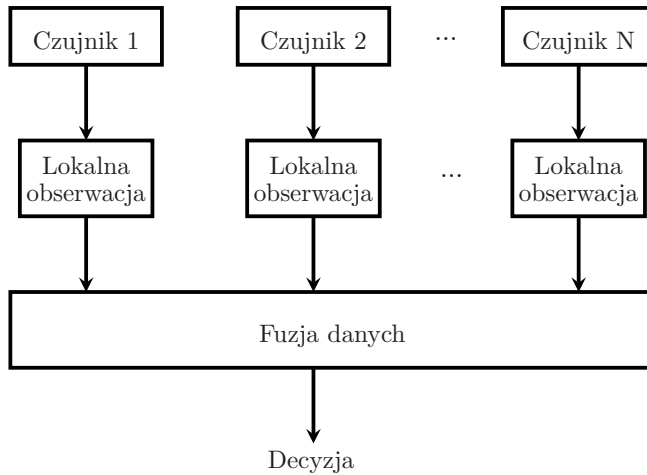 Czujnik 1
Czujnik 2
...
Czujnik N
Lokalna
obserwacja
Lokalna
obserwacja
...
Lokalna
obserwacja
Fuzja danych
Decyzja